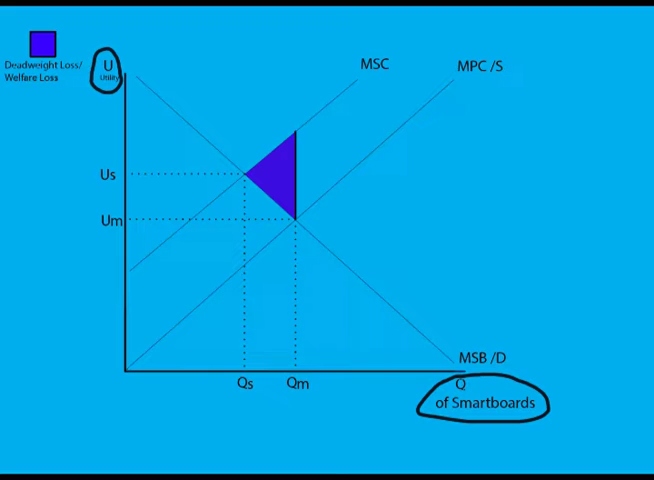 U
Utility
Deadweight Loss/
Welfare Loss
MSC
MPC /S
Us
Um
MSB /D
Qs
Qm
Q
of Smartboards